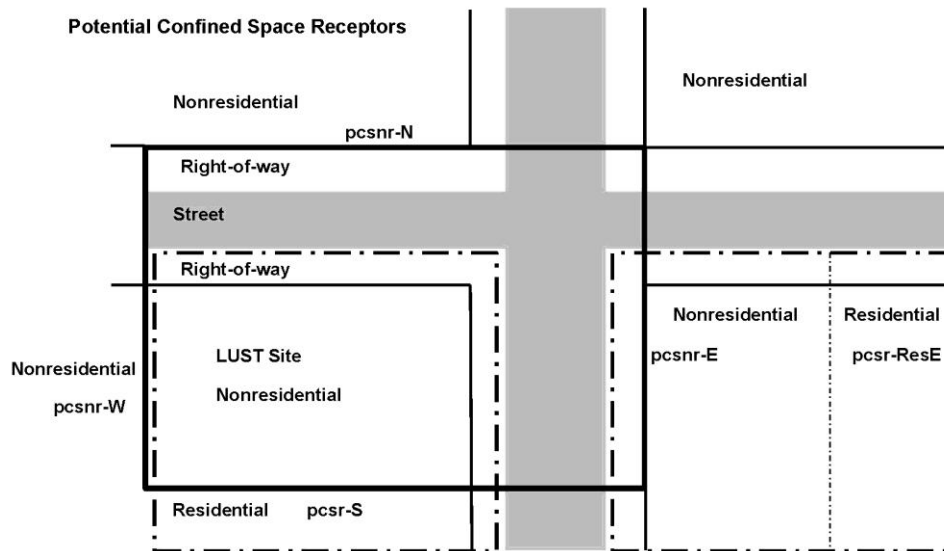 Potential Confined Space Receptors
Nonresidential
Nonresidential
pcsnr-N
Right-of-way
Street
Right-of-way
Nonresidential
Residential
LUST Site
pcsnr-E
pcsr-ResE
Nonresidential
Nonresidential
pcsnr-W
Residential pcsr-S